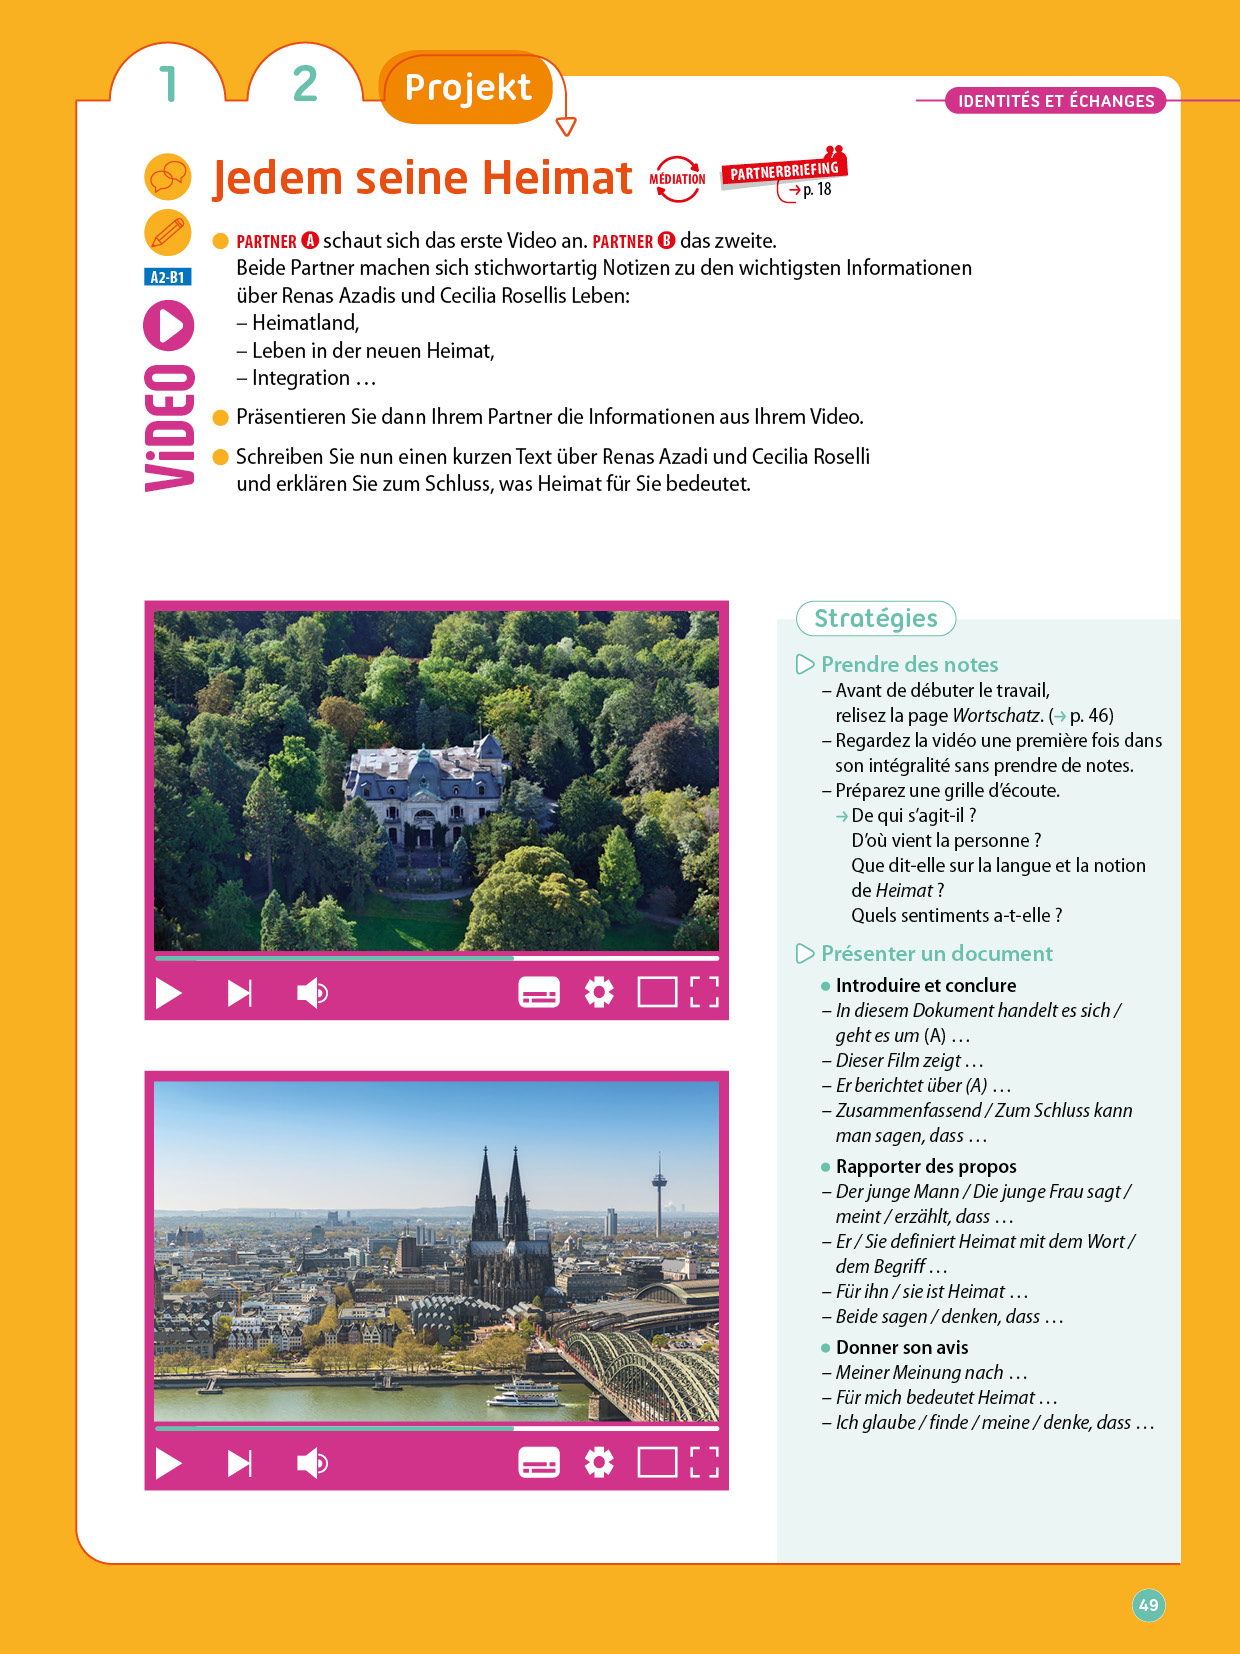 1
2
Projekt
IDENTITÉS ET ÉCHANGES
Jedem seine Heimat
MÉDIATION
PARTNERBRIEFING
p. 18
A2-B1
ViDEO
PARTNER A schaut sich das erste Video an. PARTNER B das zweite.
Beide Partner machen sich stichwortartig Notizen zu den wichtigsten Informationen
über Renas Azadis und Cecilia Rosellis Leben:
– Heimatland,
– Leben in der neuen Heimat,
– Integration …
Präsentieren Sie dann Ihrem Partner die Informationen aus Ihrem Video.
Schreiben Sie nun einen kurzen Text über Renas Azadi und Cecilia Roselli
und erklären Sie zum Schluss, was Heimat für Sie bedeutet.
Stratégies
Prendre des notes
– Avant de débuter le travail,
relisez la page Wortschatz. (→ p. 46)
– Regardez la vidéo une première fois dans
son intégralité sans prendre de notes.
– Préparez une grille d’écoute.
→ De qui s’agit-il ?
D’où vient la personne ?
Que dit-elle sur la langue et la notion
de Heimat ?
Quels sentiments a-t-elle ?
Présenter un document
● Introduire et conclure
– In diesem Dokument handelt es sich /
geht es um (A) …
– Dieser Film zeigt …
– Er berichtet über (A) …
– Zusammenfassend / Zum Schluss kann
man sagen, dass …
● Rapporter des propos
– Der junge Mann / Die junge Frau sagt /
meint / erzählt, dass …
– Er / Sie definiert Heimat mit dem Wort /
dem Begriff …
– Für ihn / sie ist Heimat …
– Beide sagen / denken, dass …
● Donner son avis
– Meiner Meinung nach …
– Für mich bedeutet Heimat …
– Ich glaube / finde / meine / denke, dass …
49